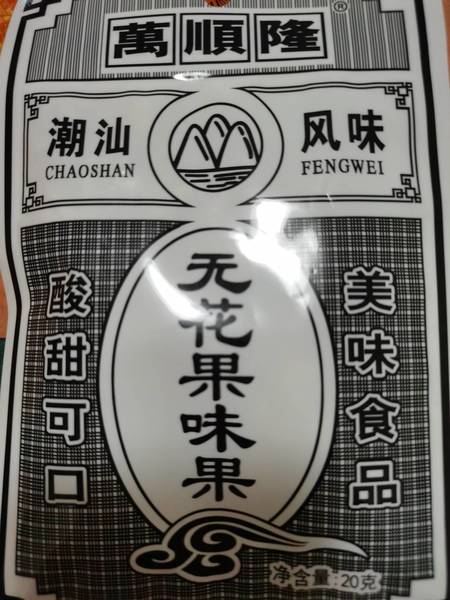 萬順隆®
潮汕 风味
CHAOSHAN FENGWEI
无花果味果
酸甜可口
美味食品
净含量:20克